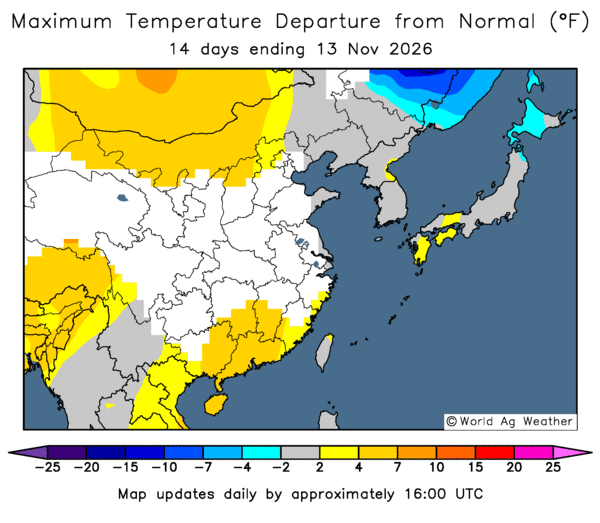 Maximum Temperature Departure from Normal (°F)
14 days ending 13 Nov 2026
© World Ag Weather
-25 -20 -15 -10 -7 -4 -2 2 4 7 10 15 20 25
Map updates daily by approximately 16:00 UTC